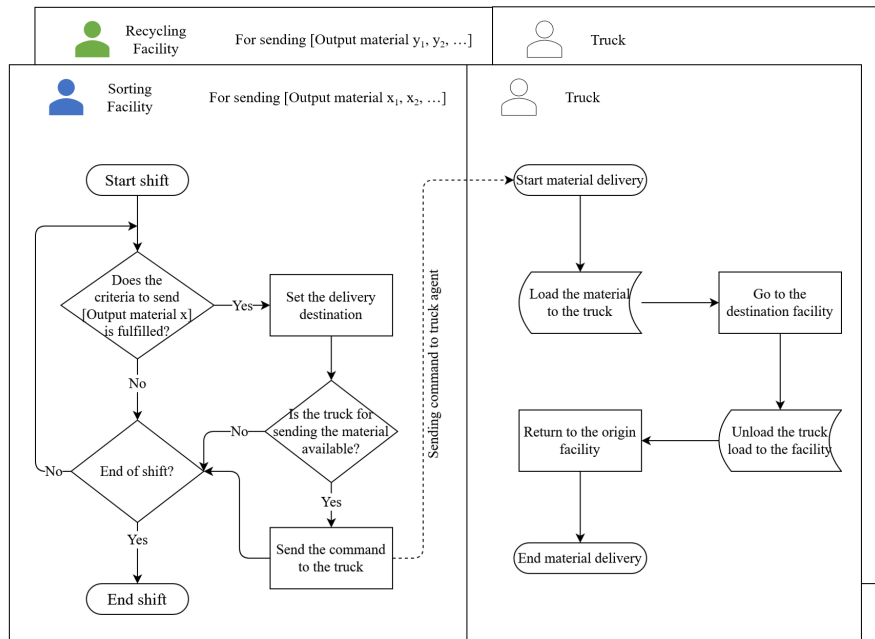 Recycling
Facility
For sending [Output material y₁, y₂, …]
Truck
Sorting
Facility
For sending [Output material x₁, x₂, …]
Truck
Start shift
Does the
criteria to send
[Output material x]
is fulfilled?
Yes
Set the delivery
destination
No
Is the truck for
sending the material
available?
No
End of shift?
No
Yes
Yes
Send the command
to the truck
End shift
Sending command to truck agent
Start material delivery
Load the material
to the truck
Go to the
destination facility
Unload the truck
load to the facility
Return to the origin
facility
End material delivery